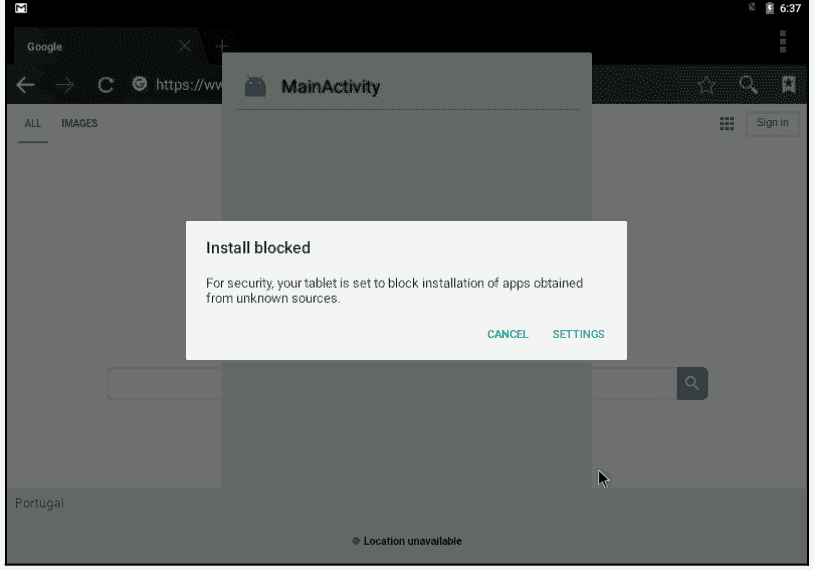 6:37
Google
https://ww
MainActivity
ALL IMAGES
Sign in
Install blocked
For security, your tablet is set to block installation of apps obtained
from unknown sources.
CANCEL SETTINGS
Portugal
Location unavailable